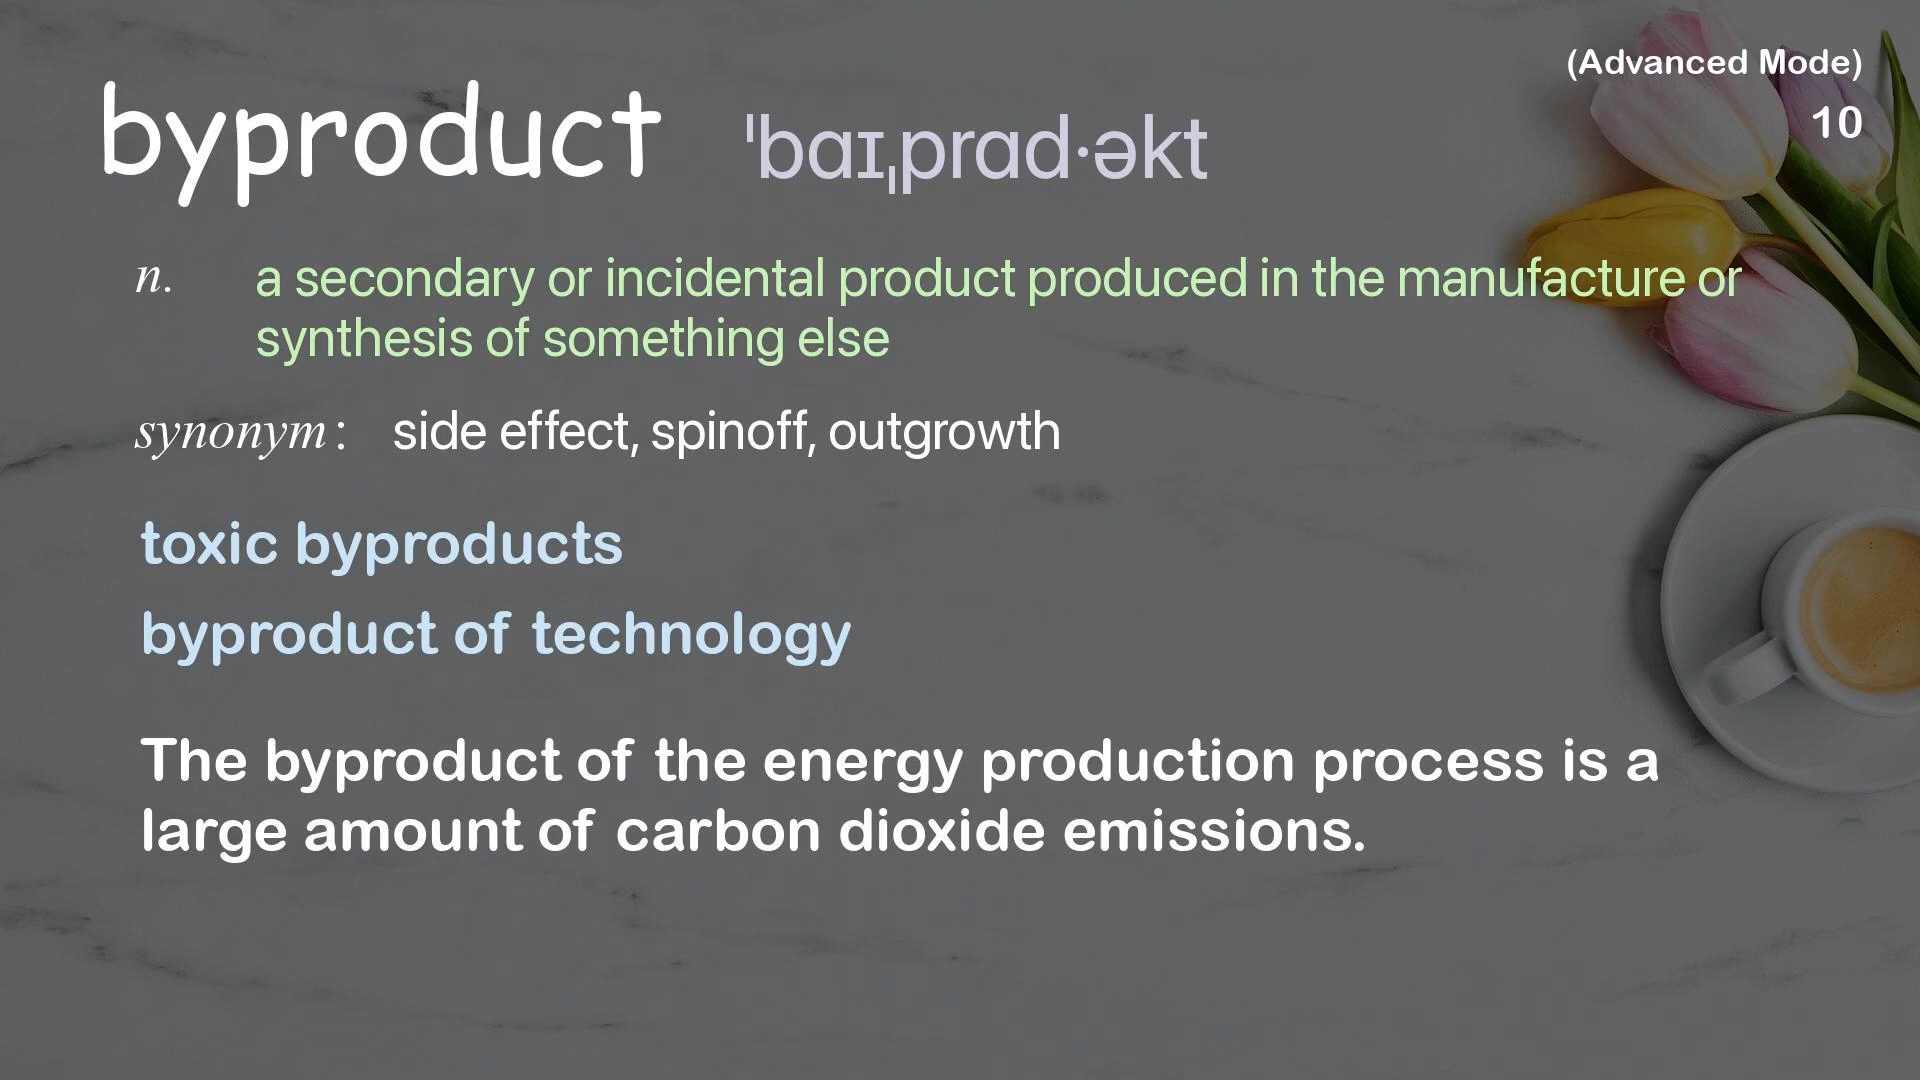 (Advanced Mode)
10
byproduct ˈbaɪˌprɑd·əkt
n. a secondary or incidental product produced in the manufacture or
synthesis of something else
synonym: side effect, spinoff, outgrowth
toxic byproducts
byproduct of technology
The byproduct of the energy production process is a
large amount of carbon dioxide emissions.